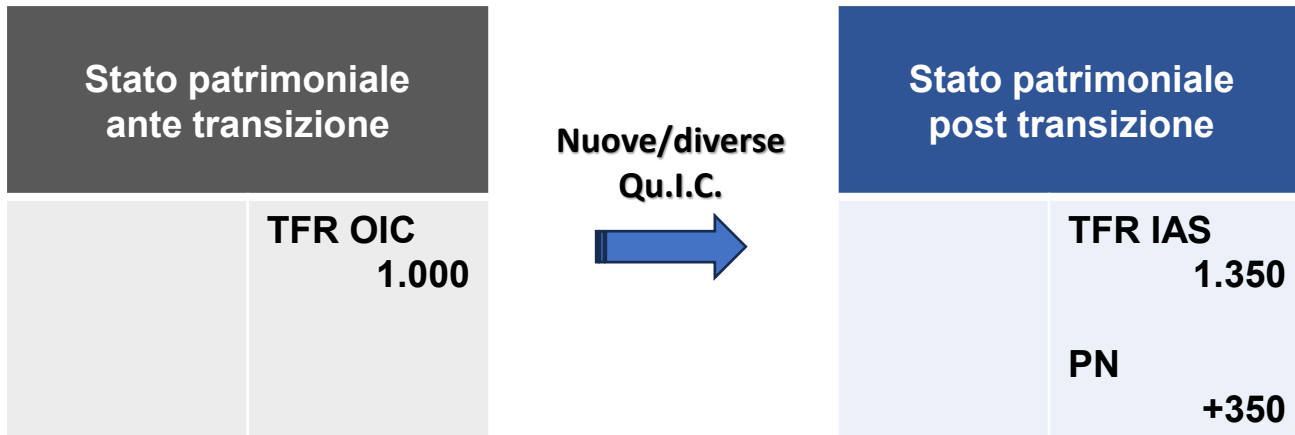 Stato patrimoniale
ante transizione
Nuove/diverse
Qu.I.C.
Stato patrimoniale
post transizione
TFR OIC
1.000
TFR IAS
1.350
PN
+350